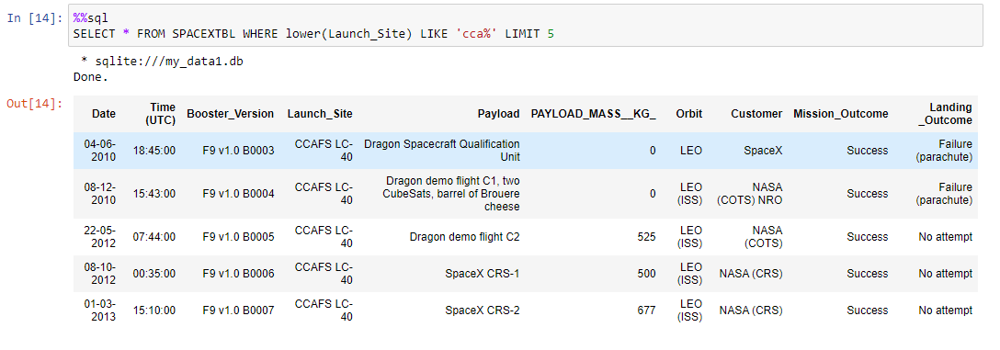 In [14]: %%sql
SELECT * FROM SPACEXTBL WHERE lower(Launch_Site) LIKE 'cca%' LIMIT 5
* sqlite:///my_data1.db
Done.
Out[14]:
Date Time (UTC) Booster_Version Launch_Site Payload PAYLOAD_MASS__KG_ Orbit Customer Mission_Outcome Landing _Outcome
04-06-2010 18:45:00 F9 v1.0 B0003 CCAFS LC-40 Dragon Spacecraft Qualification Unit 0 LEO SpaceX Success Failure (parachute)
08-12-2010 15:43:00 F9 v1.0 B0004 CCAFS LC-40 Dragon demo flight C1, two CubeSats, barrel of Brouere cheese 0 LEO (ISS) NASA (COTS) NRO Success Failure (parachute)
22-05-2012 07:44:00 F9 v1.0 B0005 CCAFS LC-40 Dragon demo flight C2 525 LEO (ISS) NASA (COTS) Success No attempt
08-10-2012 00:35:00 F9 v1.0 B0006 CCAFS LC-40 SpaceX CRS-1 500 LEO (ISS) NASA (CRS) Success No attempt
01-03-2013 15:10:00 F9 v1.0 B0007 CCAFS LC-40 SpaceX CRS-2 677 LEO (ISS) NASA (CRS) Success No attempt